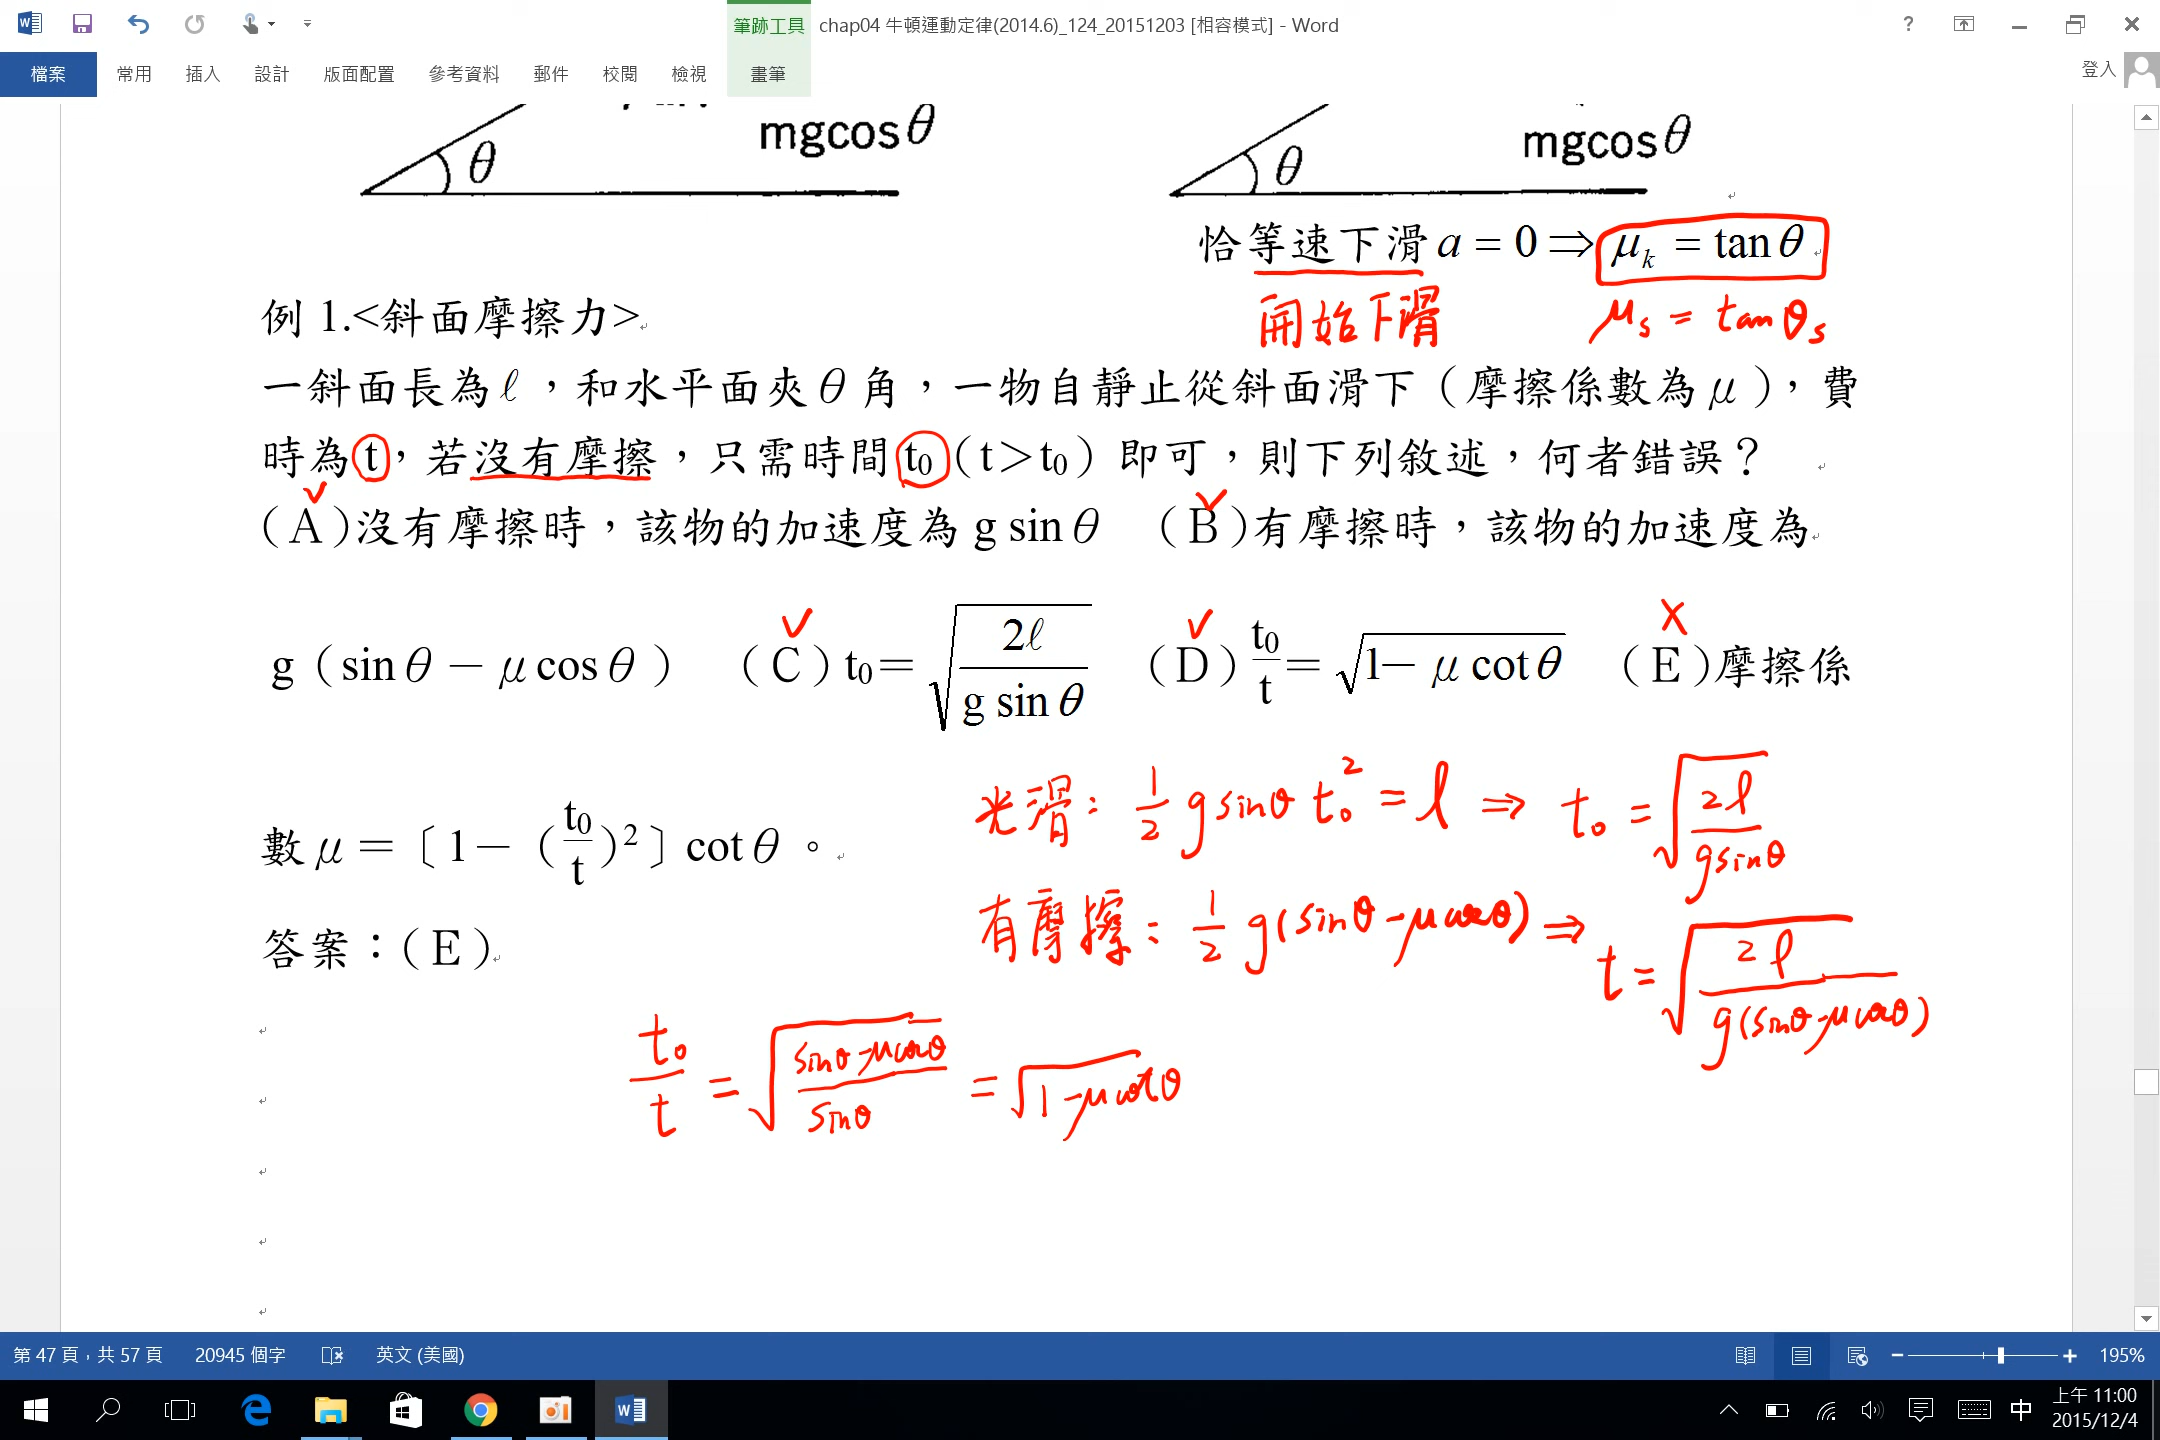 chap04 牛頓運動定律(2014.6)_124_20151203 [相容模式] - Word
筆跡工具
登入
檔案 常用 插入 設計 版面配置 參考資料 郵件 校閱 檢視 畫筆
θ mgcosθ θ mgcosθ
恰等速下滑 a = 0 ⇒ μk = tanθ
開始下滑 μs = tanθs
例 1.<斜面摩擦力>
一斜面長為ℓ，和水平面夾θ角，一物自靜止從斜面滑下（摩擦係數為μ），費
時為 t，若沒有摩擦，只需時間 t0（t＞t0）即可，則下列敘述，何者錯誤？
(A)沒有摩擦時，該物的加速度為 g sinθ (B)有摩擦時，該物的加速度為
g（sinθ－μcosθ） (C) t0＝√(2ℓ/(g sinθ)) (D) t0/t＝√(1－μcotθ) (E)摩擦係
數μ＝〔1－（t0/t）²〕cotθ。
光滑：½ g sinθ t0² = ℓ ⇒ t0 = √(2ℓ/(g sinθ))
答案：(E)
有摩擦：½ g(sinθ-μcosθ) ⇒ t = √(2ℓ/(g(sinθ-μcosθ)))
t0/t = √((sinθ-μcosθ)/sinθ) = √(1-μcotθ)
第 47 頁，共 57 頁 20945 個字 英文 (美國) 195%
中 上午 11:00
2015/12/4